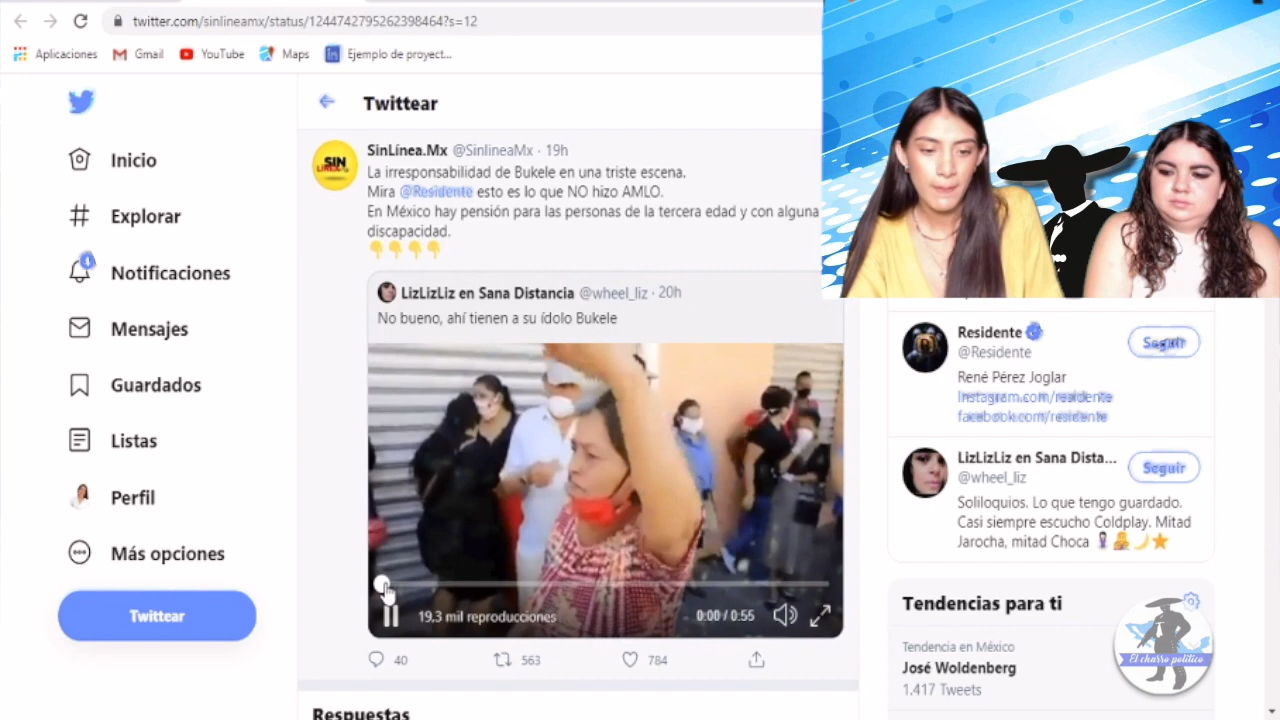 twitter.com/sinlineamx/status/1244742795262398464?s=12
Aplicaciones
Gmail
YouTube
Maps
Ejemplo de proyect...
Inicio
Explorar
Notificaciones
4
Mensajes
Guardados
Listas
Perfil
Más opciones
Twittear
Twittear
SIN
LÍNEA
SinLínea.Mx @SinlineaMx · 19h
La irresponsabilidad de Bukele en una triste escena.
Mira @Residente esto es lo que NO hizo AMLO.
En México hay pensión para las personas de la tercera edad y con alguna
discapacidad.
👇👇👇👇
LizLizLiz en Sana Distancia @wheel_liz · 20h
No bueno, ahí tienen a su ídolo Bukele
19,3 mil reproducciones
0:00 / 0:55
40
563
784
Respuestas
Residente
@Residente
Seguir
René Pérez Joglar
Instagram.com/residente
facebook.com/residente
LizLizLiz en Sana Dista...
@wheel_liz
Seguir
Soliloquios. Lo que tengo guardado.
Casi siempre escucho Coldplay. Mitad
Jarocha, mitad Choca
Tendencias para ti
Tendencia en México
José Woldenberg
1.417 Tweets
El charro político